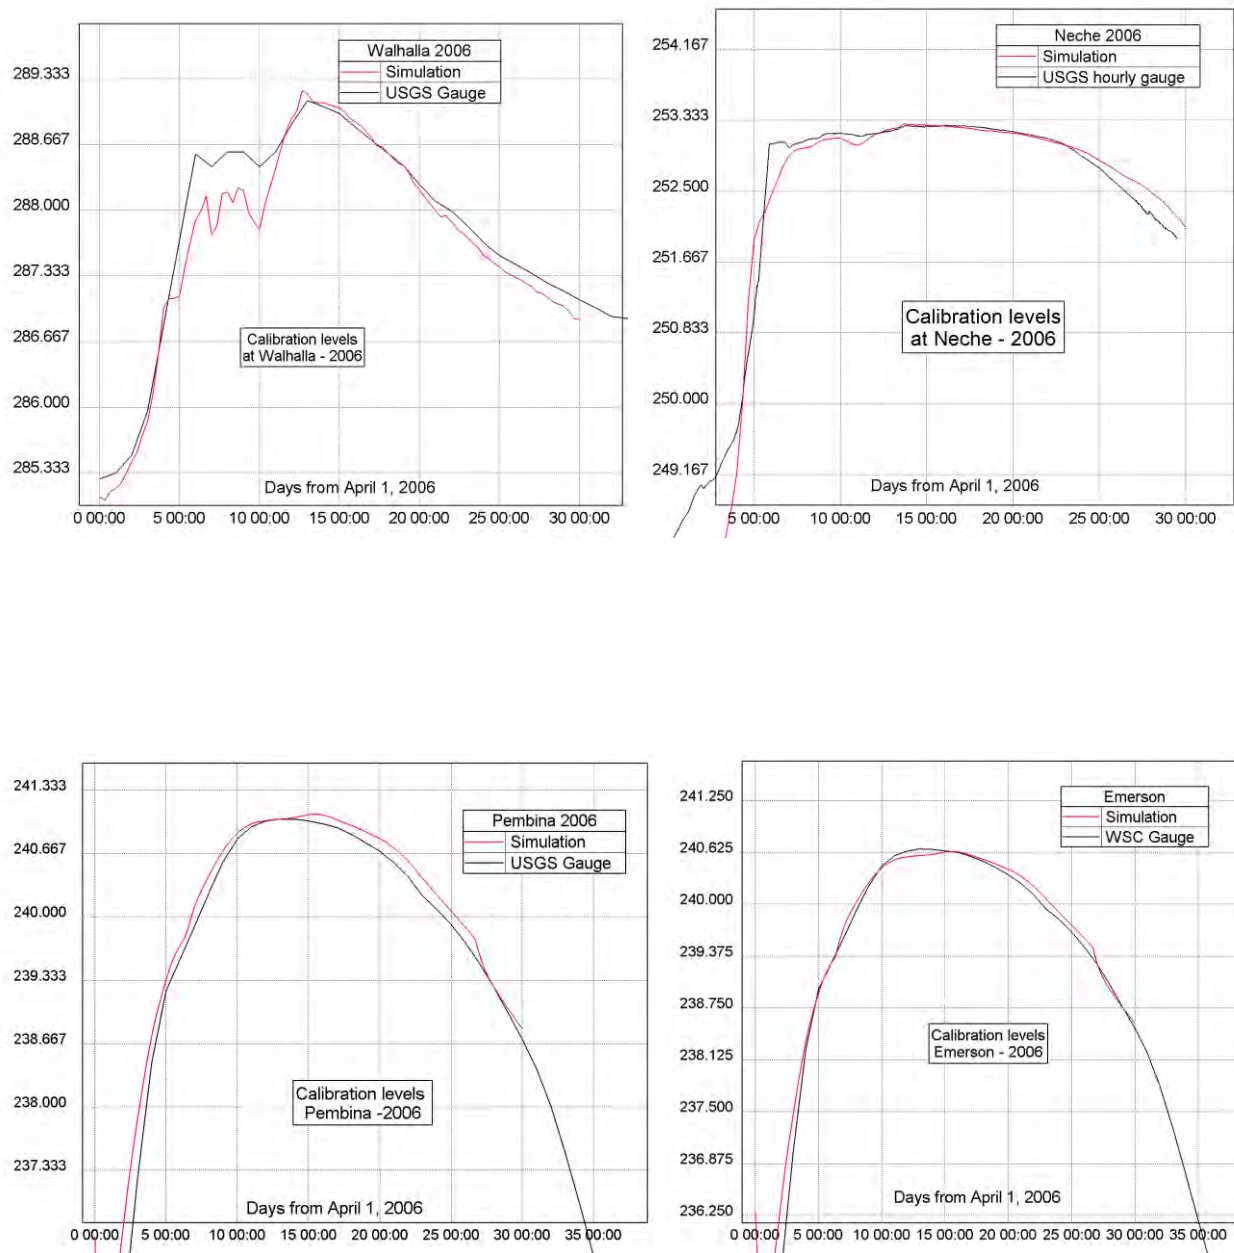 Walhalla 2006
Simulation
USGS Gauge
289.333
288.667
288.000
287.333
286.667
286.000
285.333
Calibration levels
at Walhalla - 2006
Days from April 1, 2006
0 00:00 5 00:00 10 00:00 15 00:00 20 00:00 25 00:00 30 00:00
Neche 2006
Simulation
USGS hourly gauge
254.167
253.333
252.500
251.667
250.833
250.000
249.167
Calibration levels
at Neche - 2006
Days from April 1, 2006
5 00:00 10 00:00 15 00:00 20 00:00 25 00:00 30 00:00
Pembina 2006
Simulation
USGS Gauge
241.333
240.667
240.000
239.333
238.667
238.000
237.333
Calibration levels
Pembina -2006
Days from April 1, 2006
0 00:00 5 00:00 10 00:00 15 00:00 20 00:00 25 00:00 30 00:00 35 00:00
Emerson
Simulation
WSC Gauge
241.250
240.625
240.000
239.375
238.750
238.125
237.500
236.875
236.250
Calibration levels
Emerson - 2006
Days from April 1, 2006
0 00:00 5 00:00 10 00:00 15 00:00 20 00:00 25 00:00 30 00:00 35 00:00